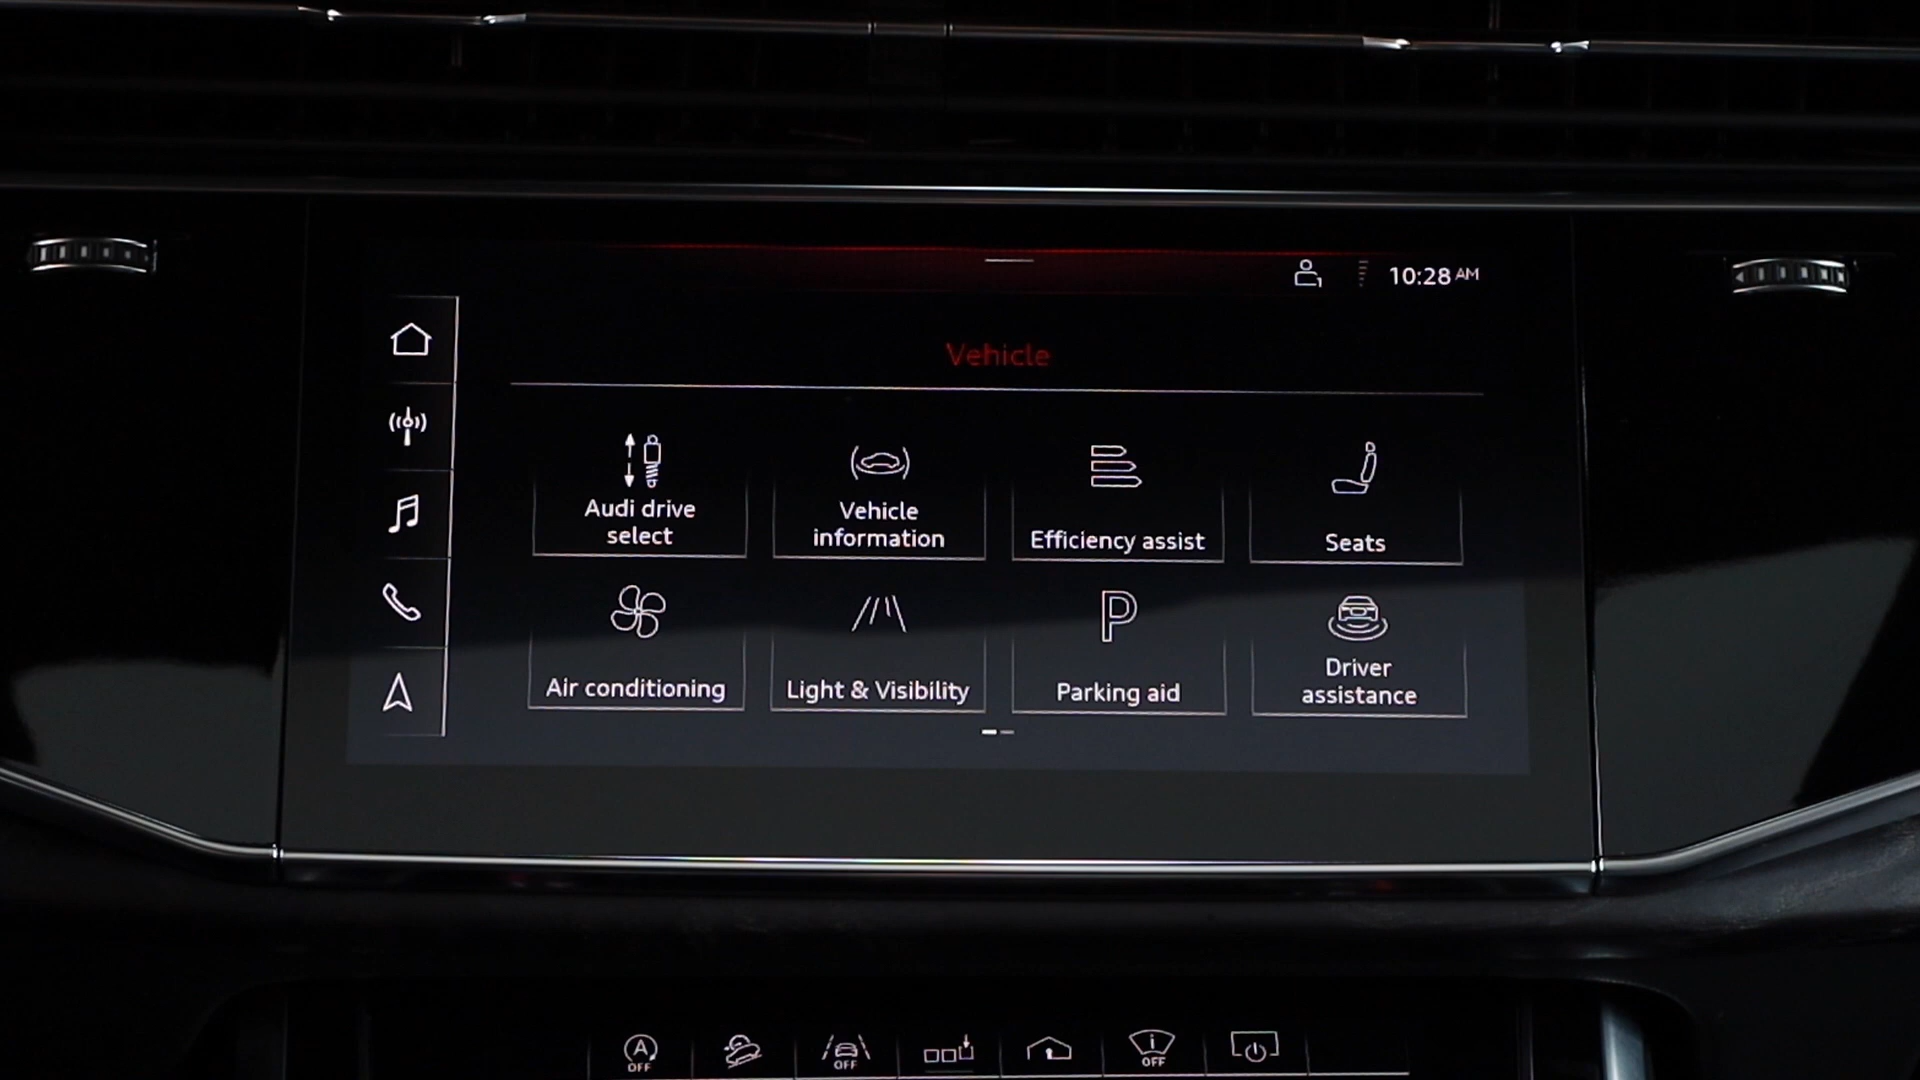 10:28 AM
Vehicle
Audi drive
select
Vehicle
information
Efficiency assist
Seats
P
Air conditioning
Light & Visibility
Parking aid
Driver
assistance
A
OFF
OFF
OFF